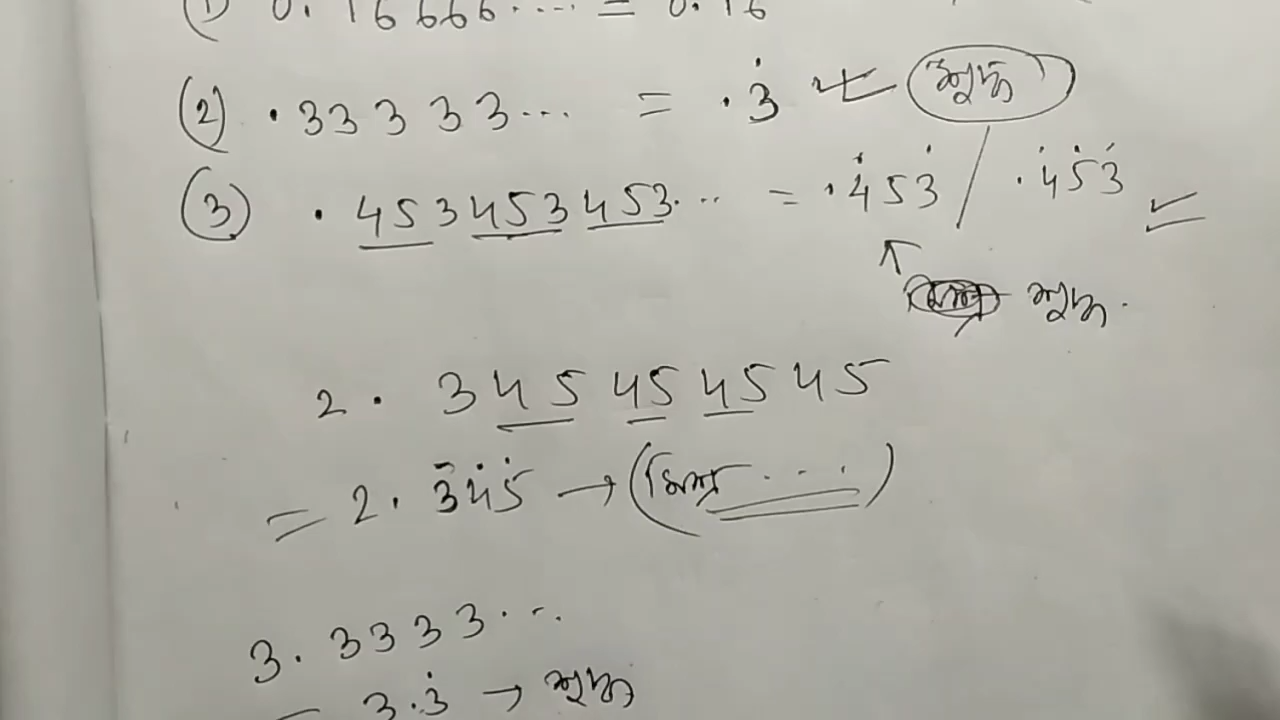 (1) 0.16666.... = 0.16
(2) .33333... = .3̇ শুদ্ধ
(3) .453453453... = .4̇53̇ / .4̇5̇3̇
শুদ্ধ.
2.345454545
= 2.34̇5̇ → (মিশ্র ...)
3.3333...
= 3.3̇ → শুদ্ধ